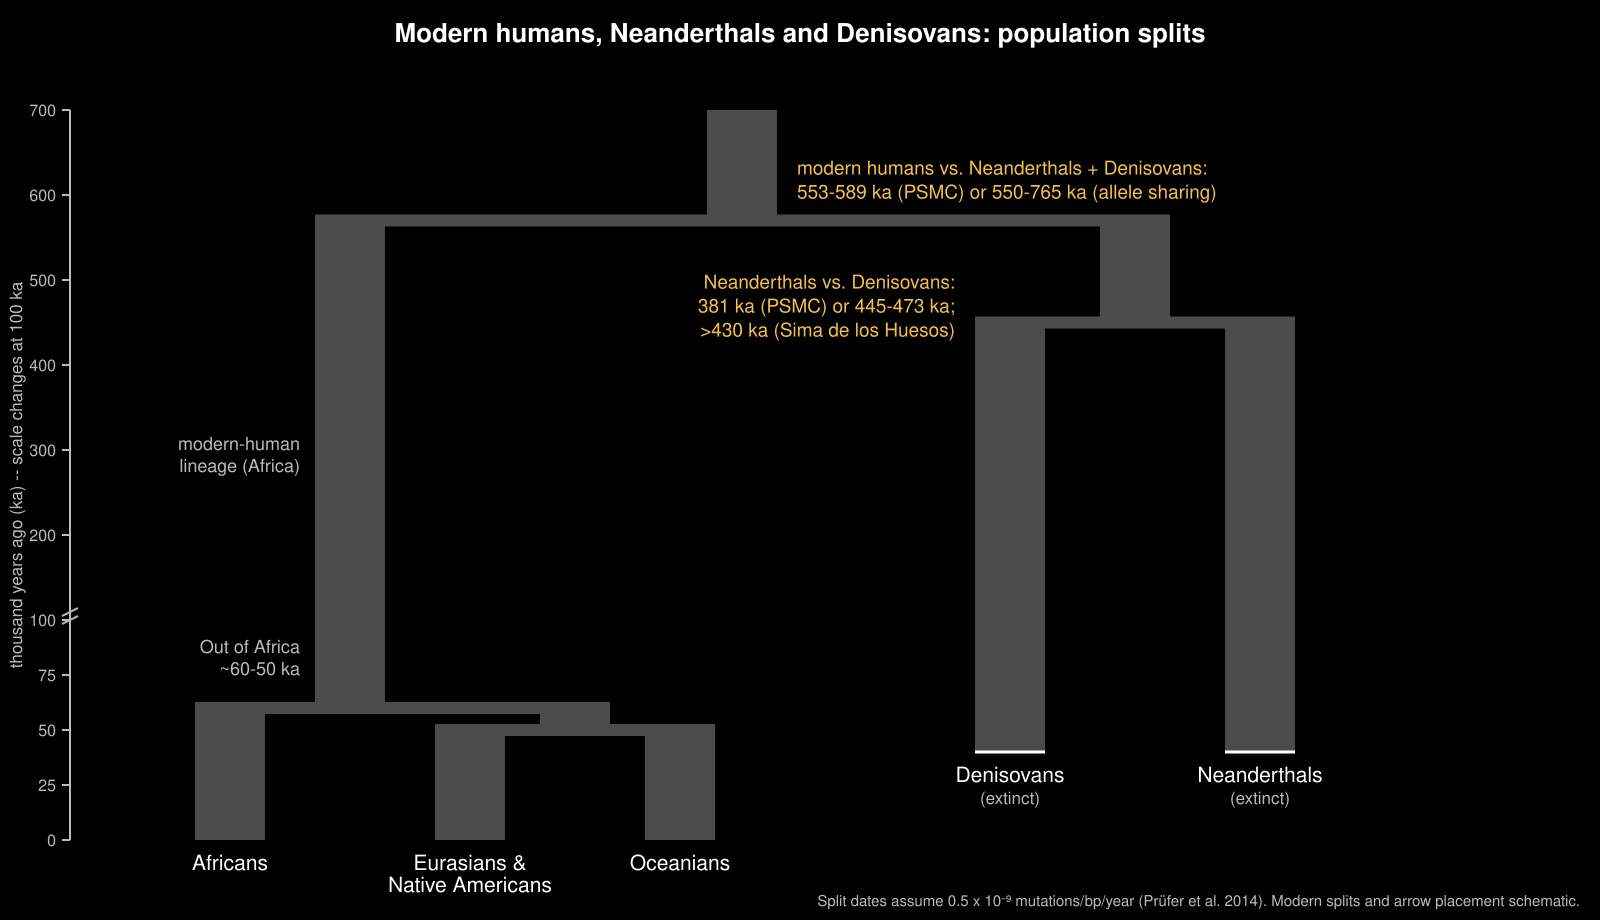 Modern humans, Neanderthals and Denisovans: population splits
700
modern humans vs. Neanderthals + Denisovans:
600
553-589 ka (PSMC) or 550-765 ka (allele sharing)
500
Neanderthals vs. Denisovans:
381 ka (PSMC) or 445-473 ka;
>430 ka (Sima de los Huesos)
400
modern-human
300
lineage (Africa)
200
thousand years ago (ka) -- scale changes at 100 ka
100
Out of Africa
~60-50 ka
75
50
25
0
Denisovans
(extinct)
Neanderthals
(extinct)
Africans
Eurasians &
Native Americans
Oceanians
Split dates assume 0.5 x 10⁻⁹ mutations/bp/year (Prüfer et al. 2014). Modern splits and arrow placement schematic.